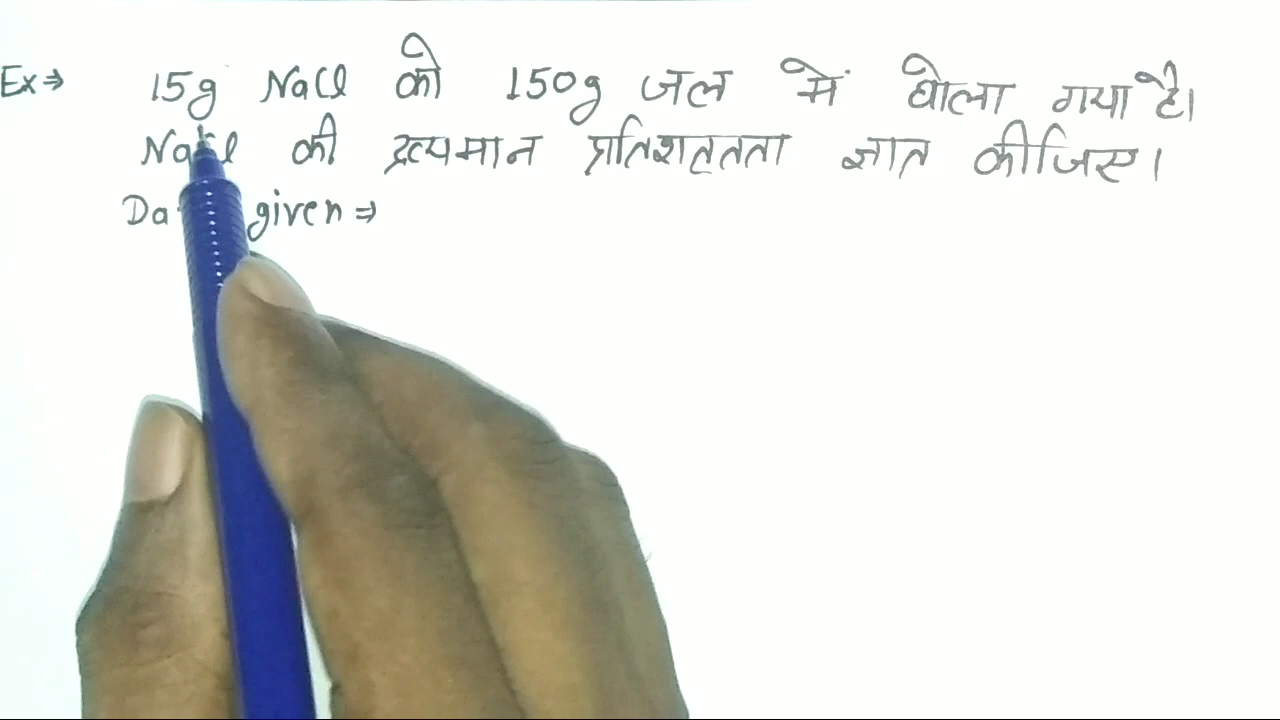 Ex⇒ 15g NaCl को 150g जल में घोला गया है।
NaCl की द्रव्यमान प्रतिशतता ज्ञात कीजिए।
given ⇒